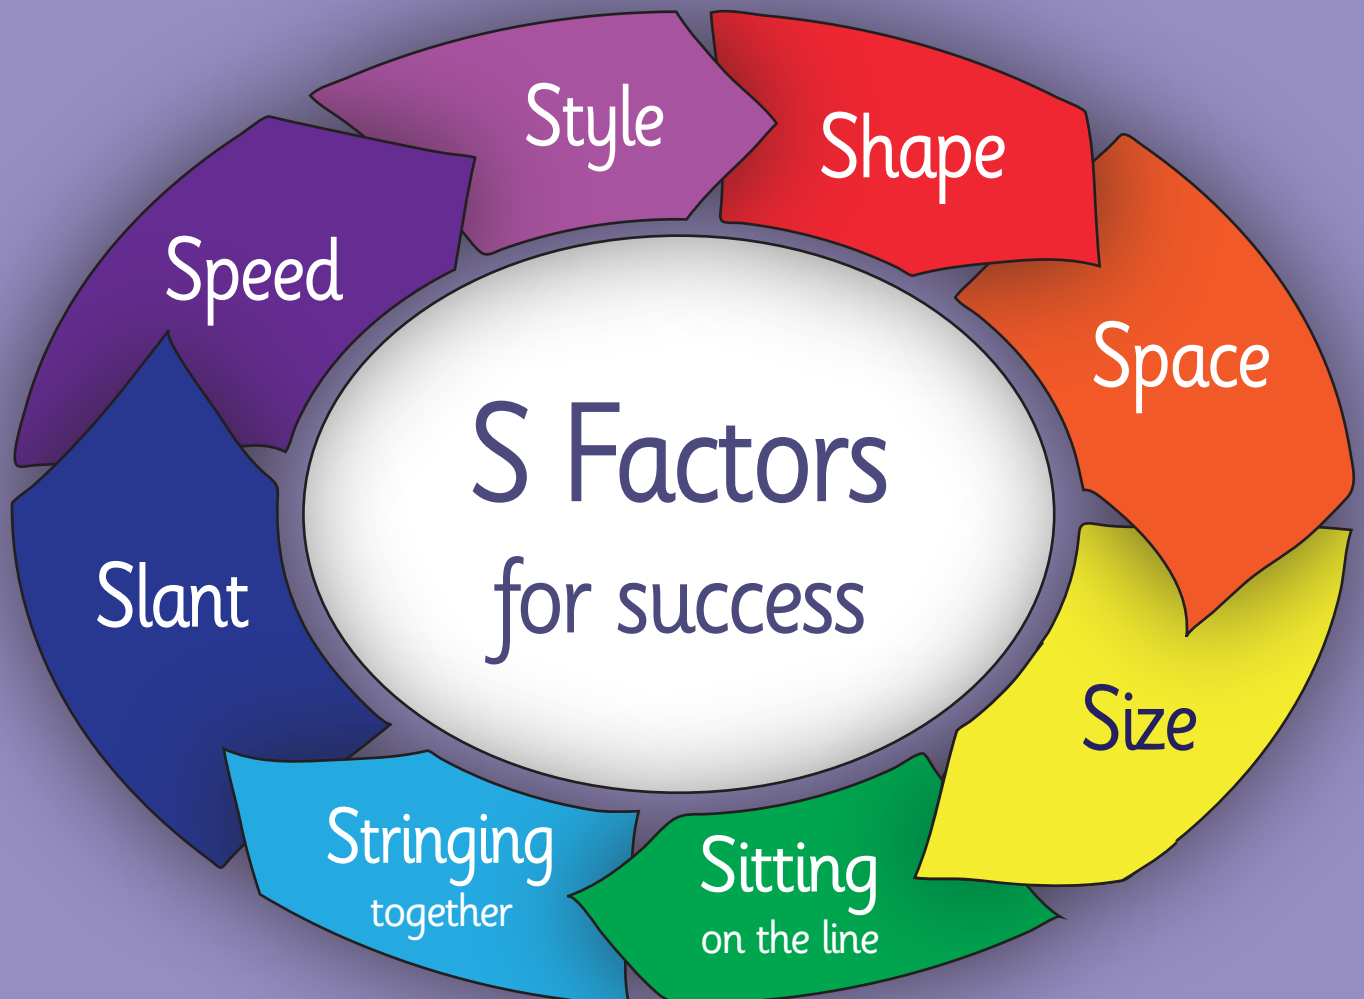 S Factors
for success
Style
Shape
Space
Size
Sitting
on the line
Stringing
together
Slant
Speed